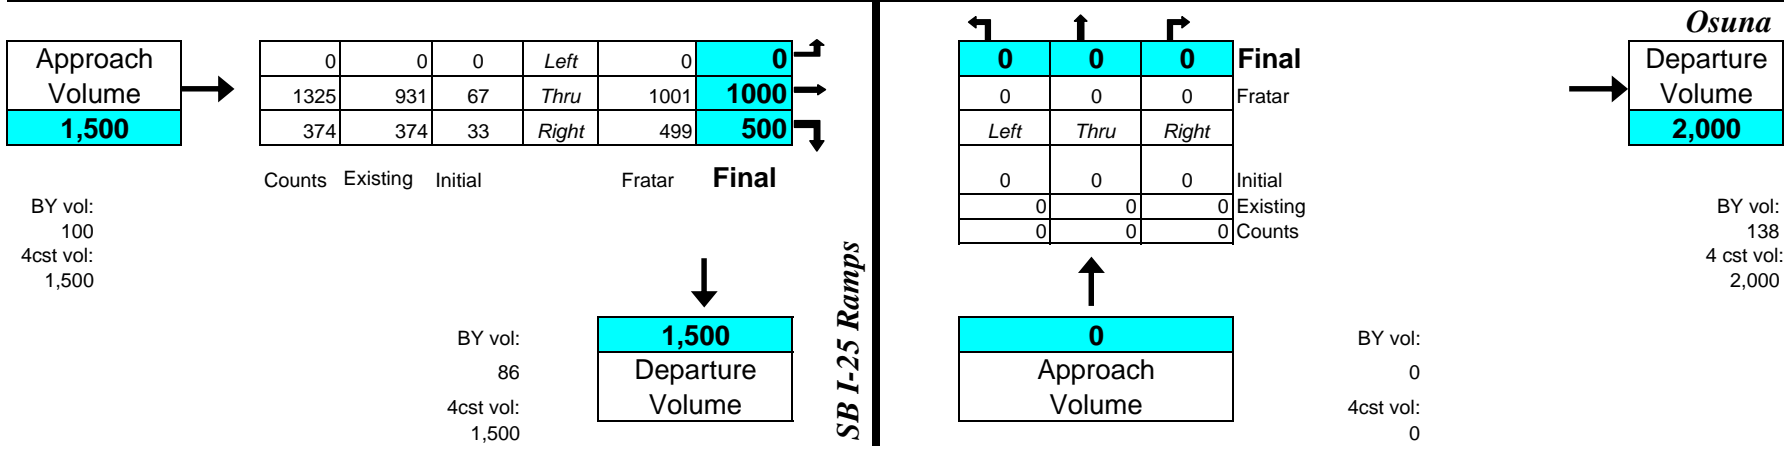 Osuna
Approach
Volume
1,500
0 0 0 Left 0 0
1325 931 67 Thru 1001 1000
374 374 33 Right 499 500
Counts Existing Initial Fratar Final
BY vol:
100
4cst vol:
1,500
BY vol:
86
4cst vol:
1,500
1,500
Departure
Volume
SB I-25 Ramps
0 0 0 Final
0 0 0 Fratar
Left Thru Right
0 0 0 Initial
0 0 0 Existing
0 0 0 Counts
0
Approach
Volume
BY vol:
0
4cst vol:
0
Departure
Volume
2,000
BY vol:
138
4 cst vol:
2,000